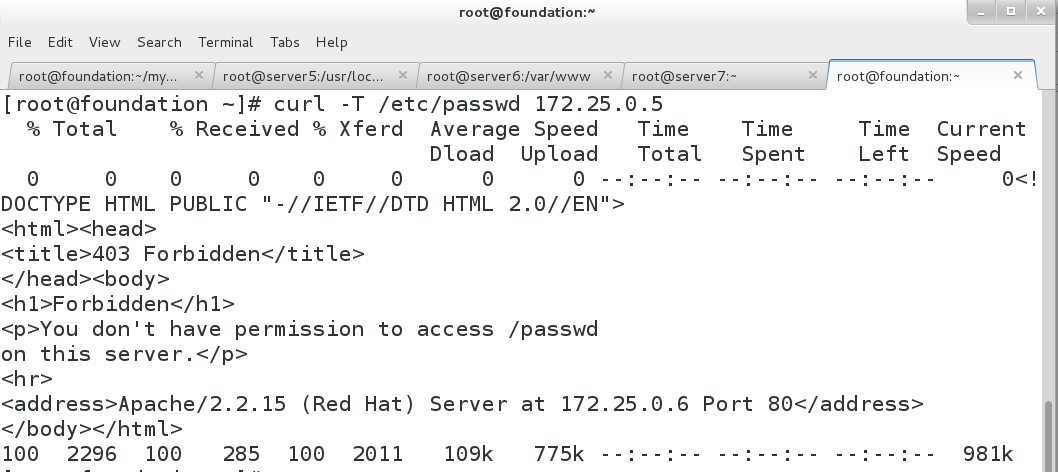 root@foundation:~
File Edit View Search Terminal Tabs Help
root@foundation:~/my... root@server5:/usr/loc... root@server6:/var/www root@server7:~ root@foundation:~
[root@foundation ~]# curl -T /etc/passwd 172.25.0.5
% Total % Received % Xferd Average Speed Time Time Time Current
Dload Upload Total Spent Left Speed
0 0 0 0 0 0 0 0 --:--:-- --:--:-- --:--:-- 0<!
DOCTYPE HTML PUBLIC "-//IETF//DTD HTML 2.0//EN">
<html><head>
<title>403 Forbidden</title>
</head><body>
<h1>Forbidden</h1>
<p>You don't have permission to access /passwd
on this server.</p>
<hr>
<address>Apache/2.2.15 (Red Hat) Server at 172.25.0.6 Port 80</address>
</body></html>
100 2296 100 285 100 2011 109k 775k --:--:-- --:--:-- --:--:-- 981k